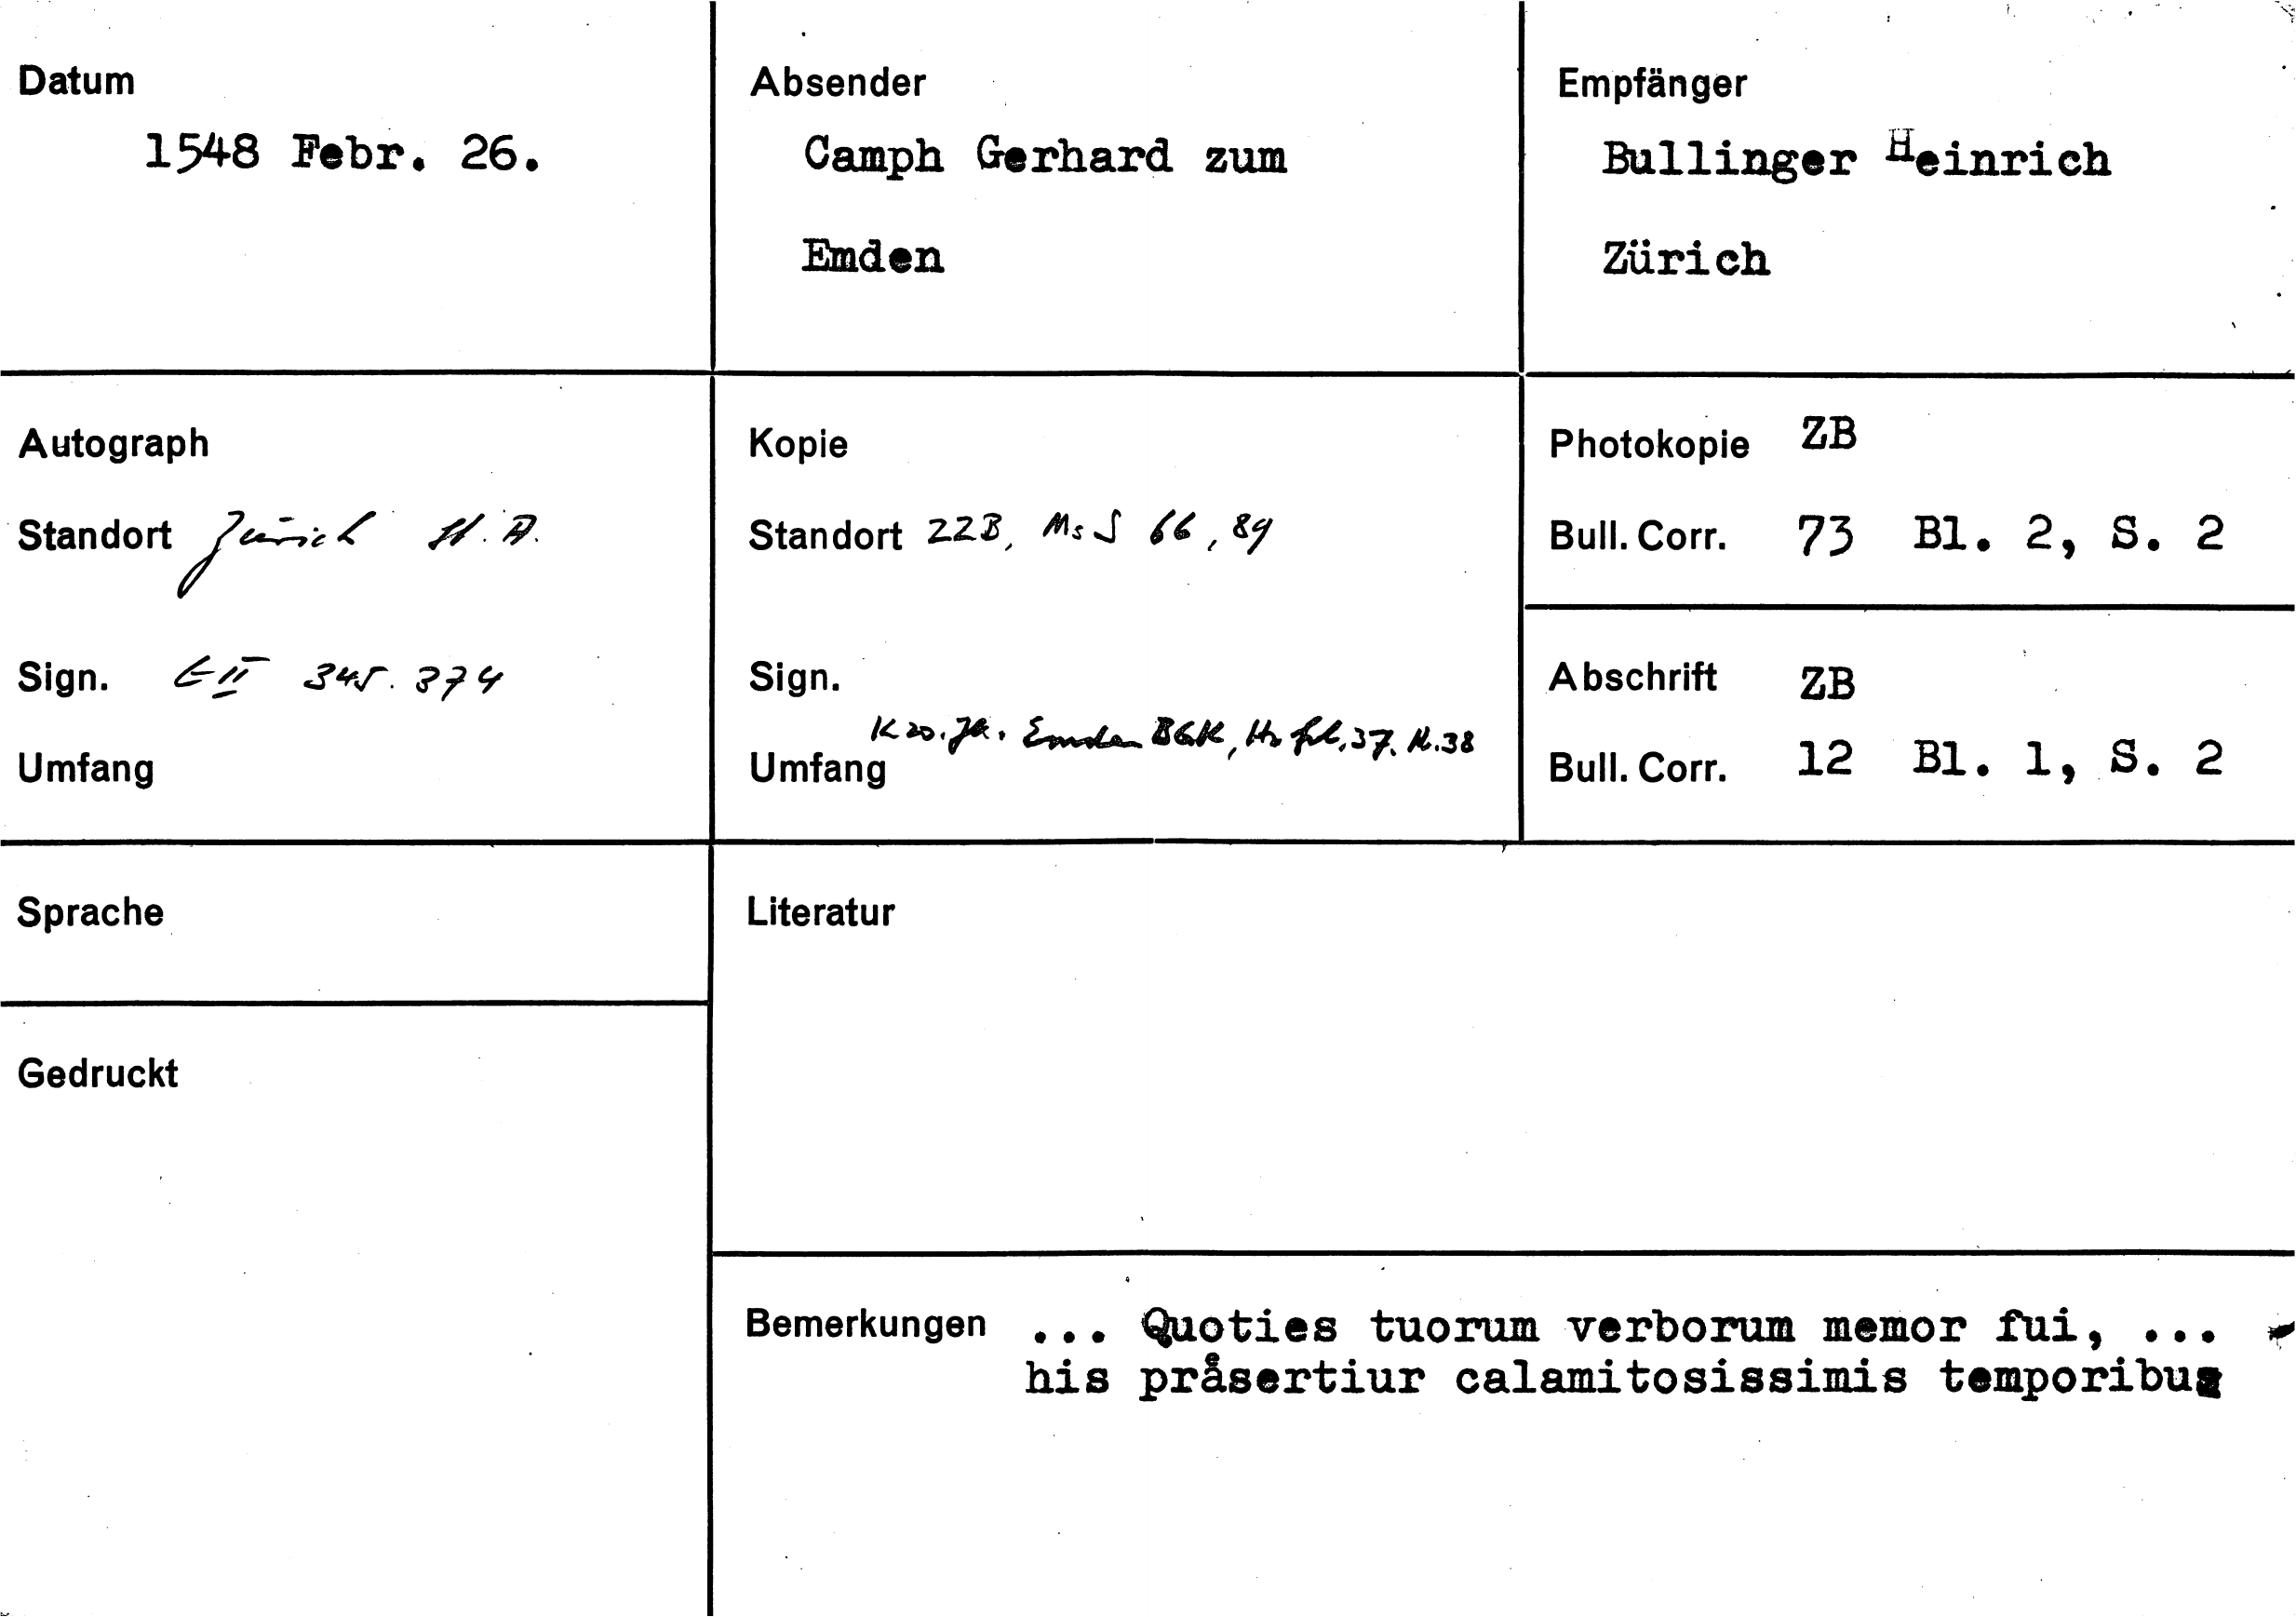 Datum
1548 Febr. 26.
Absender
Camph Gerhard zum
Emden
Empfänger
Bullinger Heinrich
Zürich
Autograph
Standort Zürich St. A.
Sign. E II 345. 374
Umfang
Kopie
Standort ZZB, Ms S 66, 89
Sign.
Emden BGK, fol. 37. N. 38
Umfang
Photokopie ZB
Bull. Corr. 73 Bl. 2, S. 2
Abschrift ZB
Bull. Corr. 12 Bl. 1, S. 2
Sprache
Literatur
Gedruckt
Bemerkungen ... Quoties tuorum verborum memor fui, ...
his pråsertiur calamitosissimis temporibus